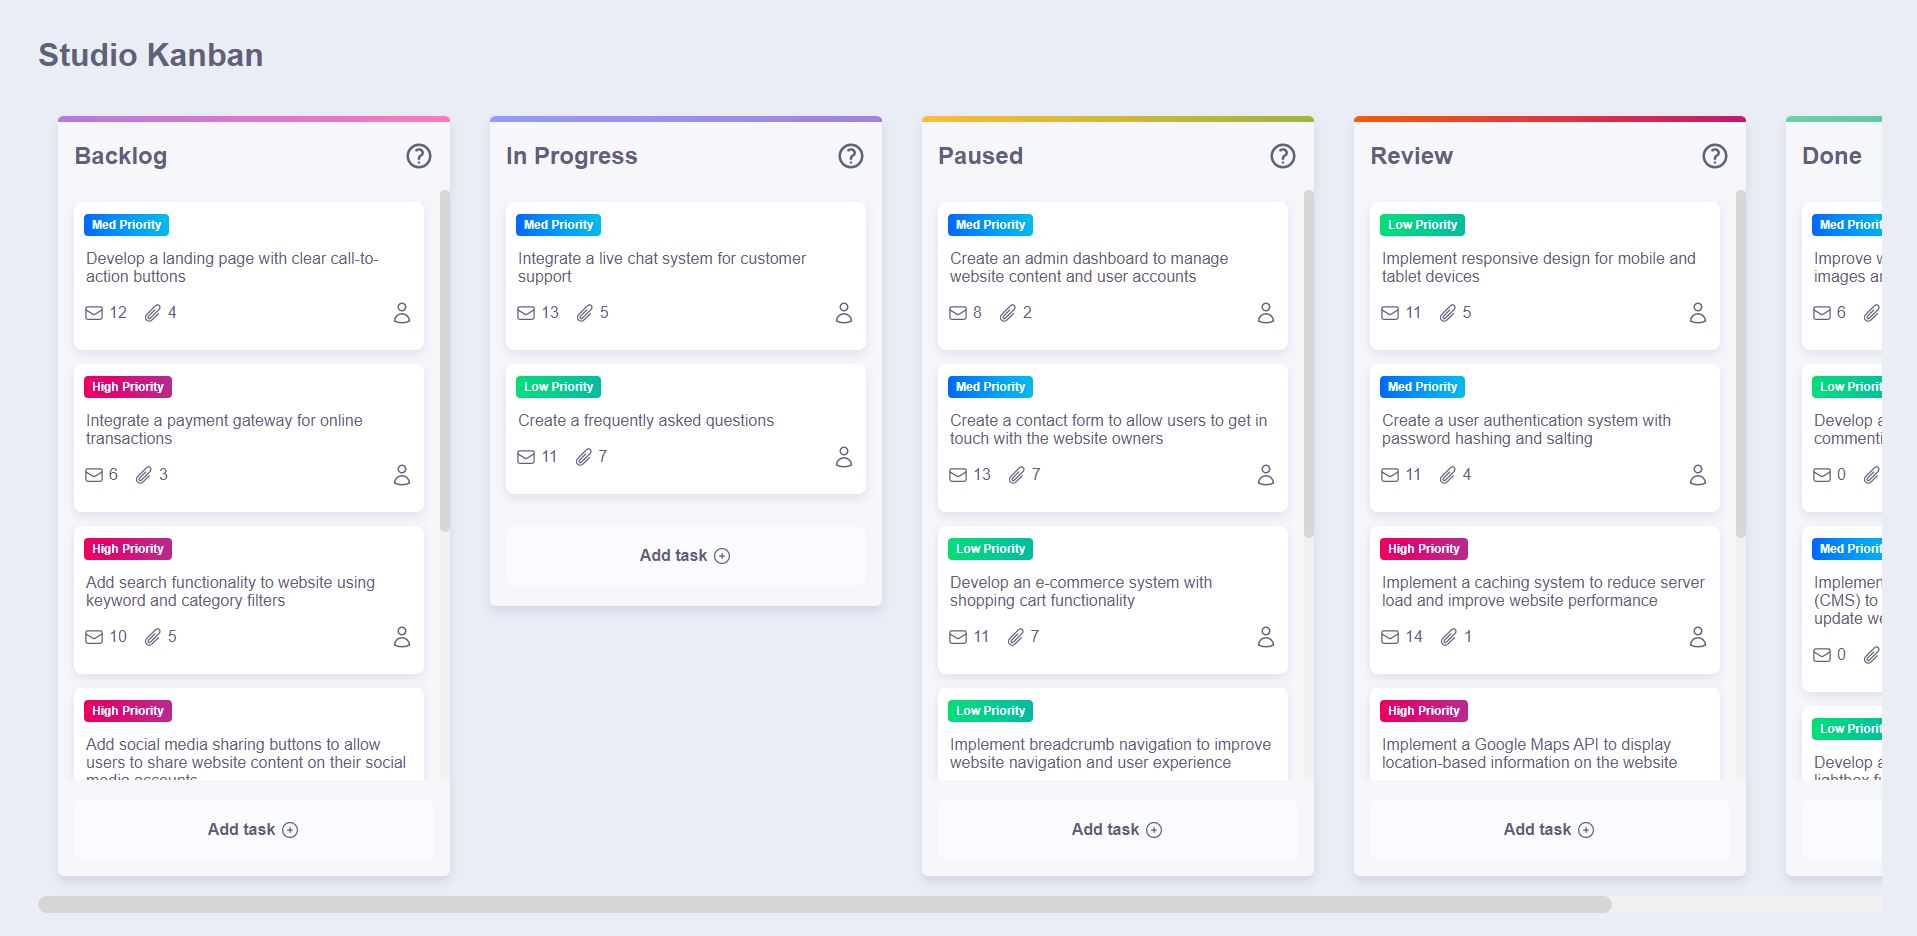 Studio Kanban
Backlog
Med Priority
Develop a landing page with clear call-to-
action buttons
12 4
High Priority
Integrate a payment gateway for online
transactions
6 3
High Priority
Add search functionality to website using
keyword and category filters
10 5
High Priority
Add social media sharing buttons to allow
users to share website content on their social
media accounts
Add task
In Progress
Med Priority
Integrate a live chat system for customer
support
13 5
Low Priority
Create a frequently asked questions
11 7
Add task
Paused
Med Priority
Create an admin dashboard to manage
website content and user accounts
8 2
Med Priority
Create a contact form to allow users to get in
touch with the website owners
13 7
Low Priority
Develop an e-commerce system with
shopping cart functionality
11 7
Low Priority
Implement breadcrumb navigation to improve
website navigation and user experience
Add task
Review
Low Priority
Implement responsive design for mobile and
tablet devices
11 5
Med Priority
Create a user authentication system with
password hashing and salting
11 4
High Priority
Implement a caching system to reduce server
load and improve website performance
14 1
High Priority
Implement a Google Maps API to display
location-based information on the website
Add task
Done
Med
Improve
images
6
Low
Develop
0
Med
(CMS) to
update
0
Low
Develop
lightbox